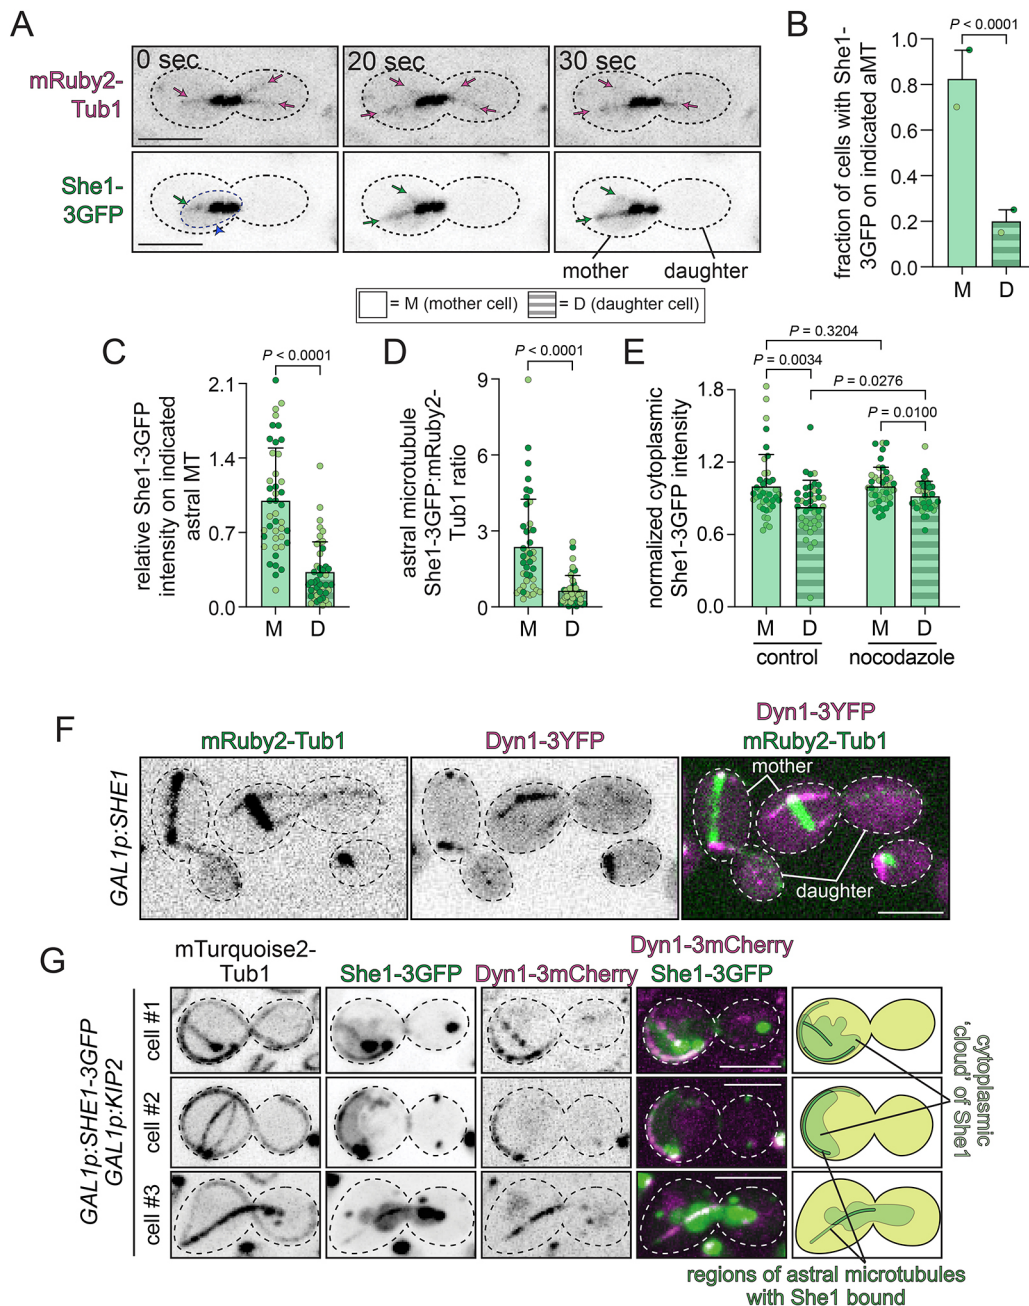 A
mRuby2-
Tub1
0 sec
20 sec
30 sec
She1-
3GFP
mother
daughter
= M (mother cell)
= D (daughter cell)
B
P < 0.0001
fraction of cells with She1-
3GFP on indicated aMT
1.0
0.8
0.6
0.4
0.2
0.0
M
D
C
P < 0.0001
relative She1-3GFP
intensity on indicated
astral MT
2.1
1.4
0.7
0.0
M
D
D
P < 0.0001
astral microtubule
She1-3GFP:mRuby2-
Tub1 ratio
9
6
3
0
M
D
E
P = 0.3204
P = 0.0034
P = 0.0276
P = 0.0100
normalized cytoplasmic
She1-3GFP intensity
1.8
1.2
0.6
0.0
M
D
M
D
control
nocodazole
F
GAL1p:SHE1
mRuby2-Tub1
Dyn1-3YFP
Dyn1-3YFP
mRuby2-Tub1
mother
daughter
G
GAL1p:SHE1-3GFP
GAL1p:KIP2
mTurquoise2-
Tub1
She1-3GFP
Dyn1-3mCherry
Dyn1-3mCherry
She1-3GFP
cell #1
cell #2
cell #3
cytoplasmic
'cloud' of She1
regions of astral microtubules
with She1 bound